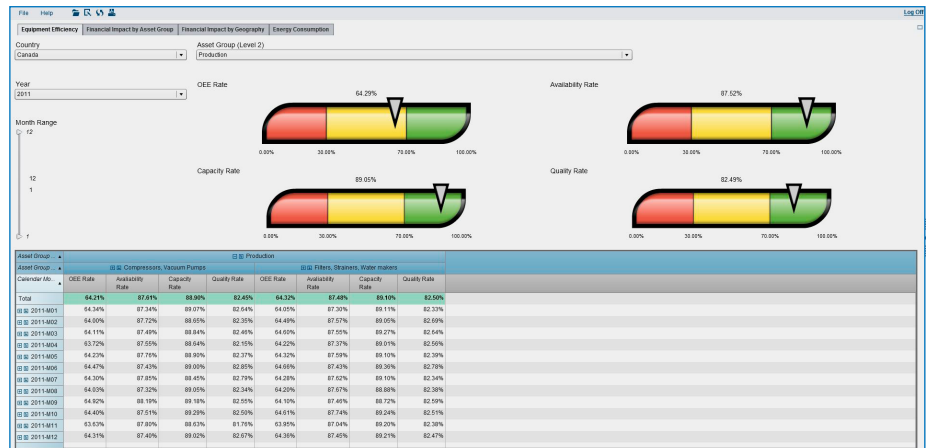 File Help Log Off
Equipment Efficiency Financial Impact by Asset Group Financial Impact by Geography Energy Consumption
Country Asset Group (Level 2)
Canada Production
Year OEE Rate Availability Rate
2011 64.29% 87.52%
Month Range
12
0.00% 30.00% 70.00% 100.00% 0.00% 30.00% 70.00% 100.00%
Capacity Rate Quality Rate
12 89.05% 82.49%
1
1 0.00% 30.00% 70.00% 100.00% 0.00% 30.00% 70.00% 100.00%
Asset Group ... Production
Asset Group ... Compressors, Vacuum Pumps Filters, Strainers, Water makers
Calendar Mo... OEE Rate Availability Rate Capacity Rate Quality Rate OEE Rate Availability Rate Capacity Rate Quality Rate
Total 64.21% 87.61% 88.90% 82.45% 64.32% 87.48% 89.10% 82.50%
2011-M01 64.34% 87.34% 89.07% 82.64% 64.05% 87.30% 89.11% 82.33%
2011-M02 64.00% 87.72% 88.65% 82.35% 64.49% 87.57% 89.05% 82.69%
2011-M03 64.11% 87.49% 88.84% 82.46% 64.60% 87.55% 89.27% 82.64%
2011-M04 63.72% 87.55% 88.64% 82.15% 64.22% 87.37% 89.01% 82.56%
2011-M05 64.23% 87.76% 88.90% 82.37% 64.32% 87.59% 89.10% 82.39%
2011-M06 64.47% 87.43% 89.00% 82.85% 64.66% 87.43% 89.36% 82.78%
2011-M07 64.30% 87.85% 88.45% 82.79% 64.28% 87.62% 89.10% 82.34%
2011-M08 64.03% 87.32% 89.05% 82.34% 64.20% 87.67% 88.88% 82.38%
2011-M09 64.92% 88.19% 89.18% 82.55% 64.10% 87.46% 88.72% 82.59%
2011-M10 64.40% 87.51% 89.29% 82.50% 64.61% 87.74% 89.24% 82.51%
2011-M11 63.63% 87.80% 88.63% 81.76% 63.95% 87.04% 89.20% 82.38%
2011-M12 64.31% 87.40% 89.02% 82.67% 64.36% 87.45% 89.21% 82.47%